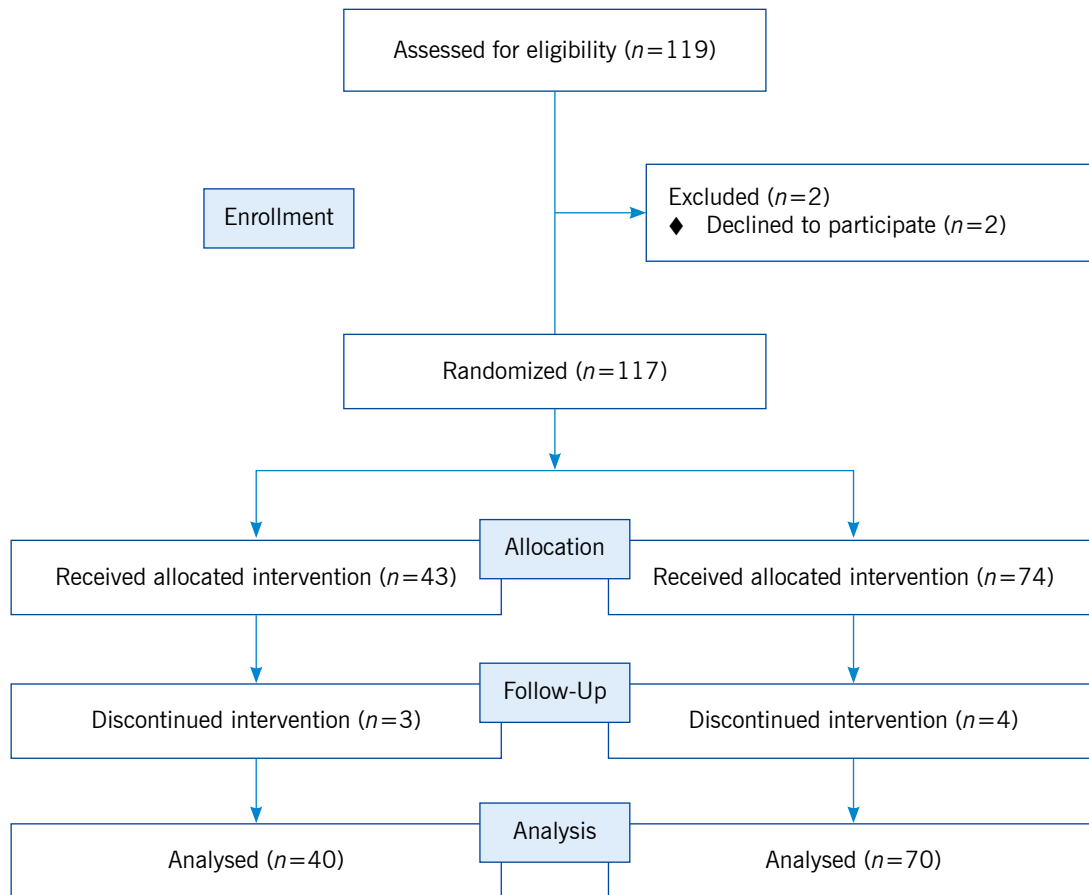 Assessed for eligibility (n=119)
Enrollment
Excluded (n=2)
♦ Declined to participate (n=2)
Randomized (n=117)
Allocation
Received allocated intervention (n=43)
Received allocated intervention (n=74)
Follow-Up
Discontinued intervention (n=3)
Discontinued intervention (n=4)
Analysis
Analysed (n=40)
Analysed (n=70)